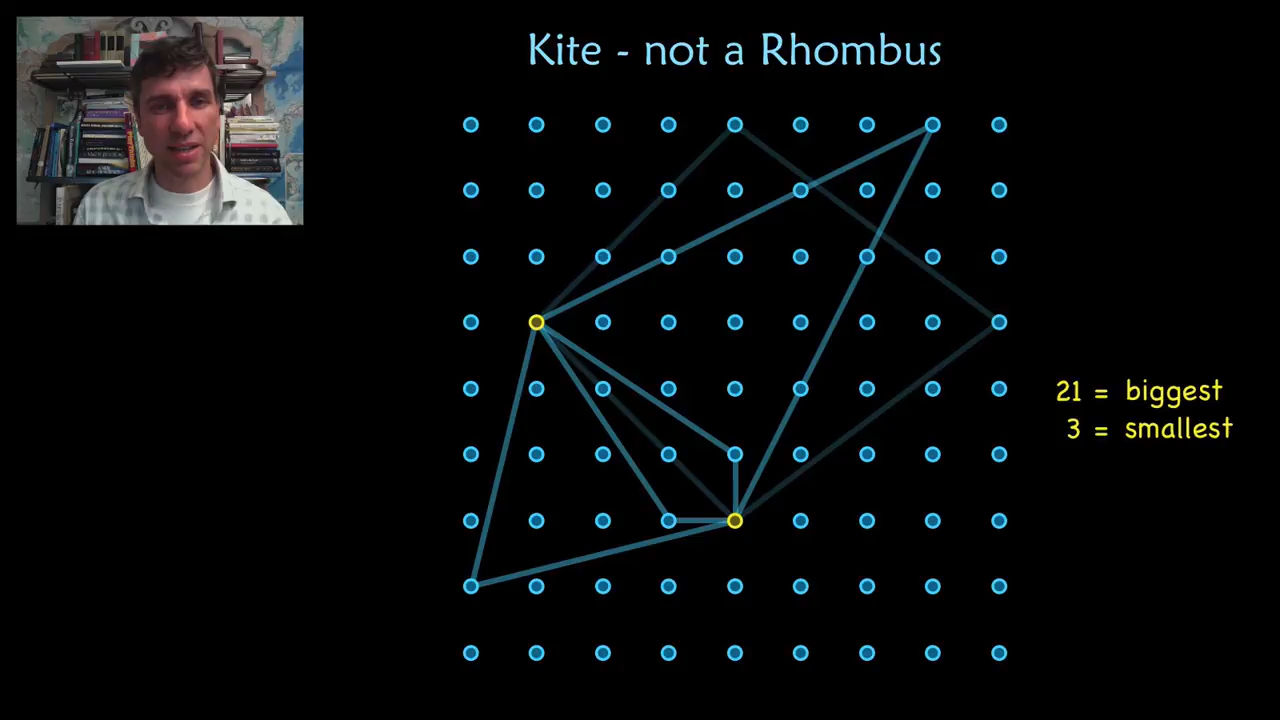 Kite - not a Rhombus
21 = biggest
3 = smallest